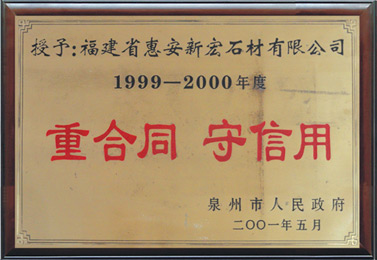 授予:福建省惠安新宏石材有限公司
1999—2000年度
重合同 守信用
泉州市人民政府
二〇〇一年五月